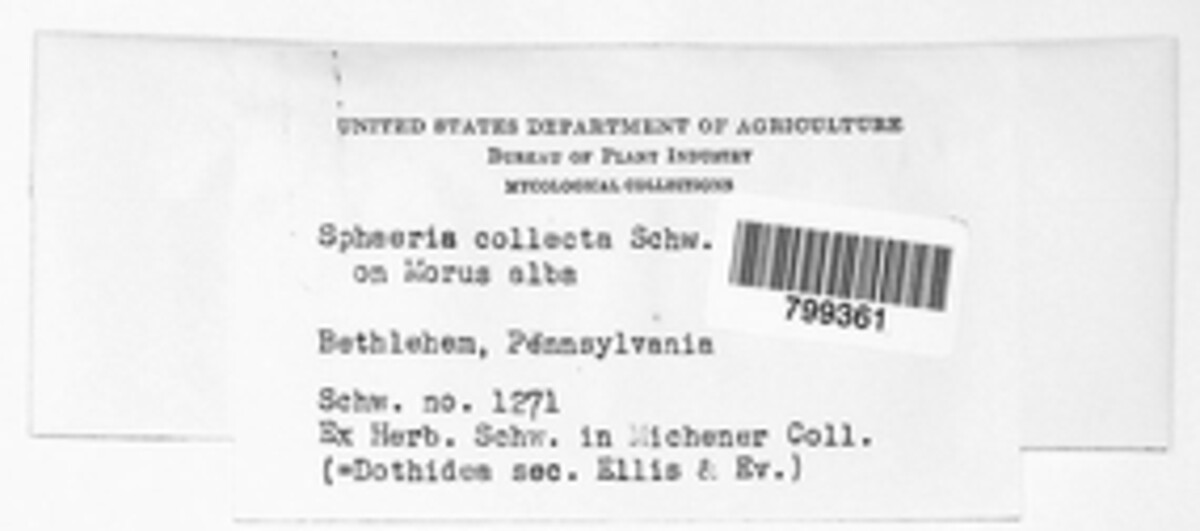 UNITED STATES DEPARTMENT OF AGRICULTURE
BUREAU OF PLANT INDUSTRY
MYCOLOGICAL COLLECTIONS
Sphaeria collecta Schw.
on Morus alba
799361
Bethlehem, Pennsylvania
Schw. no. 1271
Ex Herb. Schw. in Michener Coll.
(=Dothidea sec. Ellis & Ev.)